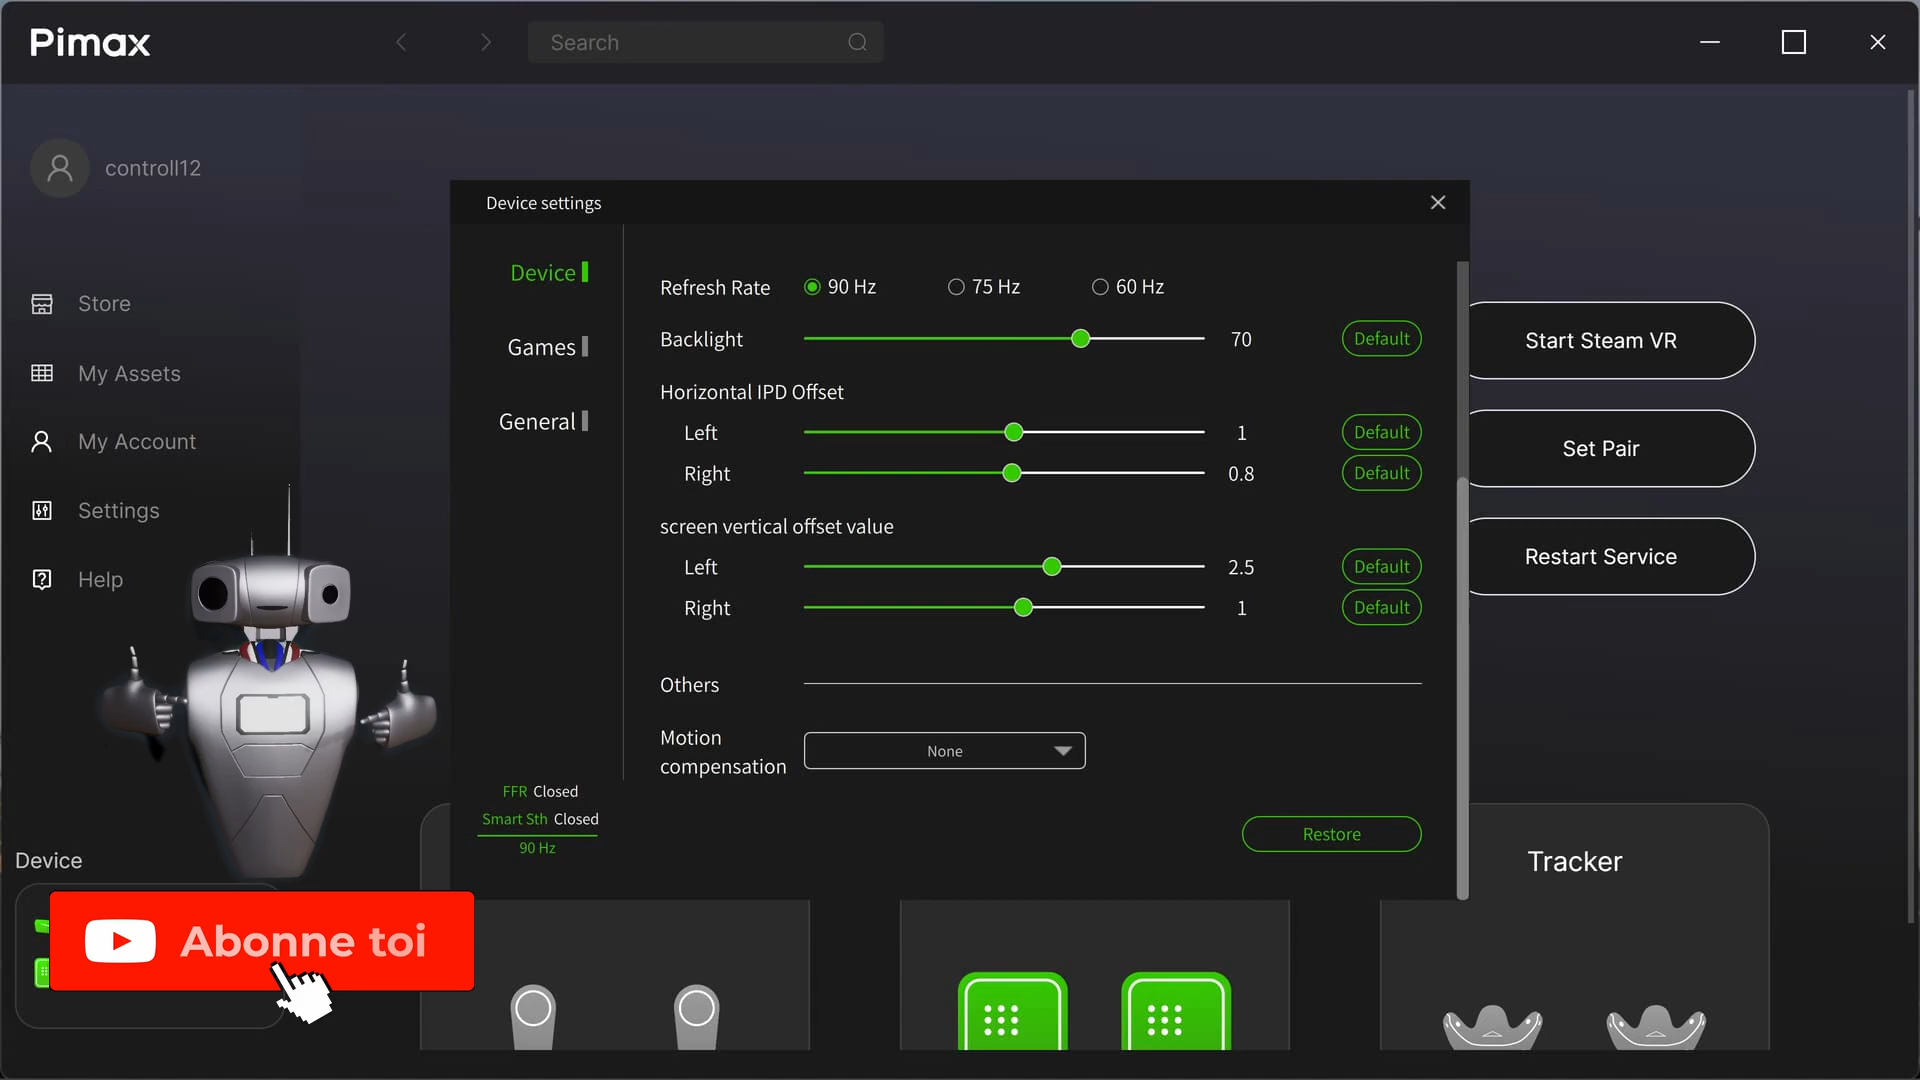 Pimax
Search
controll12
Store
My Assets
My Account
Settings
Help
Device
Device settings
Device
Games
General
FFR Closed
Smart Sth Closed
90 Hz
Refresh Rate 90 Hz 75 Hz 60 Hz
Backlight 70 Default
Horizontal IPD Offset
Left 1 Default
Right 0.8 Default
screen vertical offset value
Left 2.5 Default
Right 1 Default
Others
Motion
compensation
None
Restore
Start Steam VR
Set Pair
Restart Service
Tracker
Abonne toi